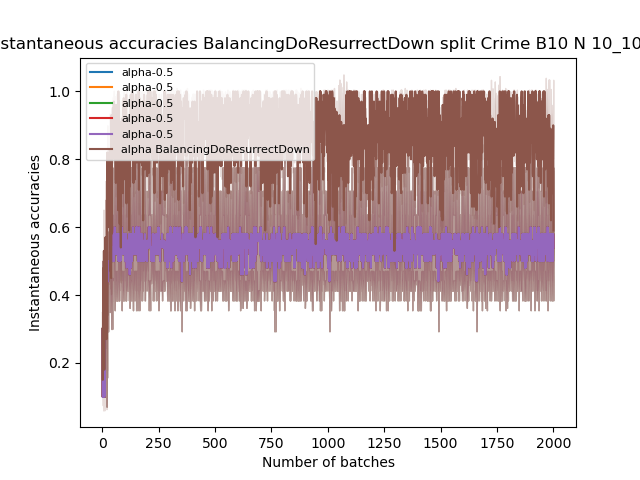 stantaneous accuracies BalancingDoResurrectDown split Crime B10 N 10_10
alpha-0.5
alpha-0.5
alpha-0.5
alpha-0.5
alpha-0.5
alpha BalancingDoResurrectDown
Instantaneous accuracies
1.0
0.8
0.6
0.4
0.2
0 250 500 750 1000 1250 1500 1750 2000
Number of batches